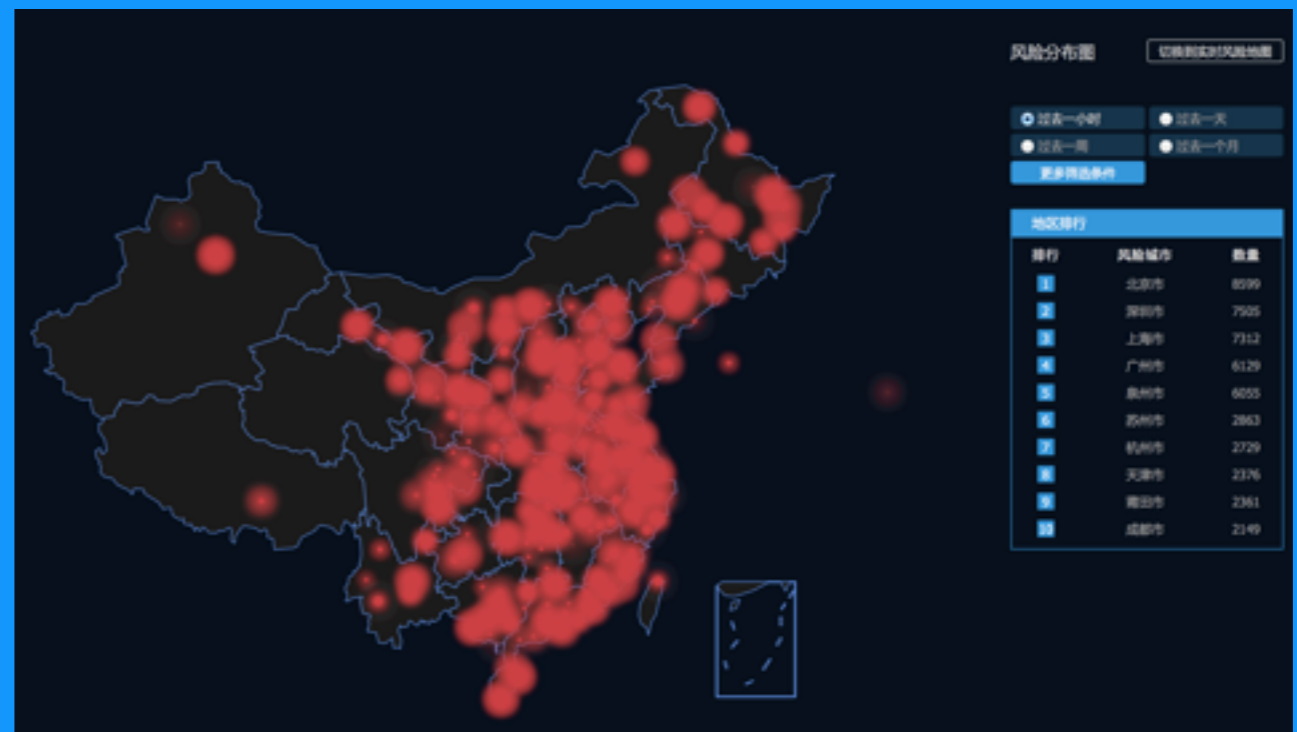 风险分布图 切换到实时风险地图
过去一小时 过去一天
过去一周 过去一个月
更多筛选条件
地区排行
排行 风险城市 数量
1 北京市 8599
2 深圳市 7505
3 上海市 7312
4 广州市 6129
5 泉州市 6055
6 苏州市 2863
7 杭州市 2729
8 天津市 2376
9 莆田市 2361
10 成都市 2149